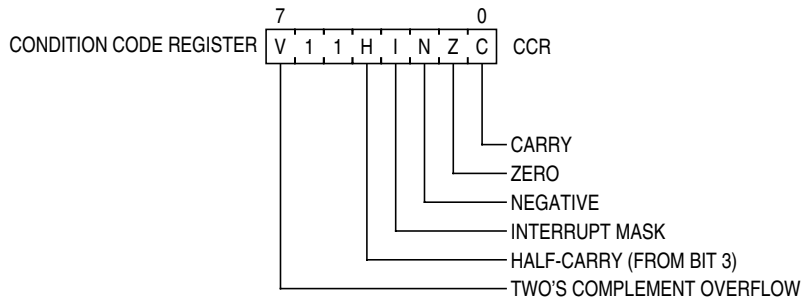 7 0
CONDITION CODE REGISTER V 1 1 H I N Z C CCR
CARRY
ZERO
NEGATIVE
INTERRUPT MASK
HALF-CARRY (FROM BIT 3)
TWO'S COMPLEMENT OVERFLOW